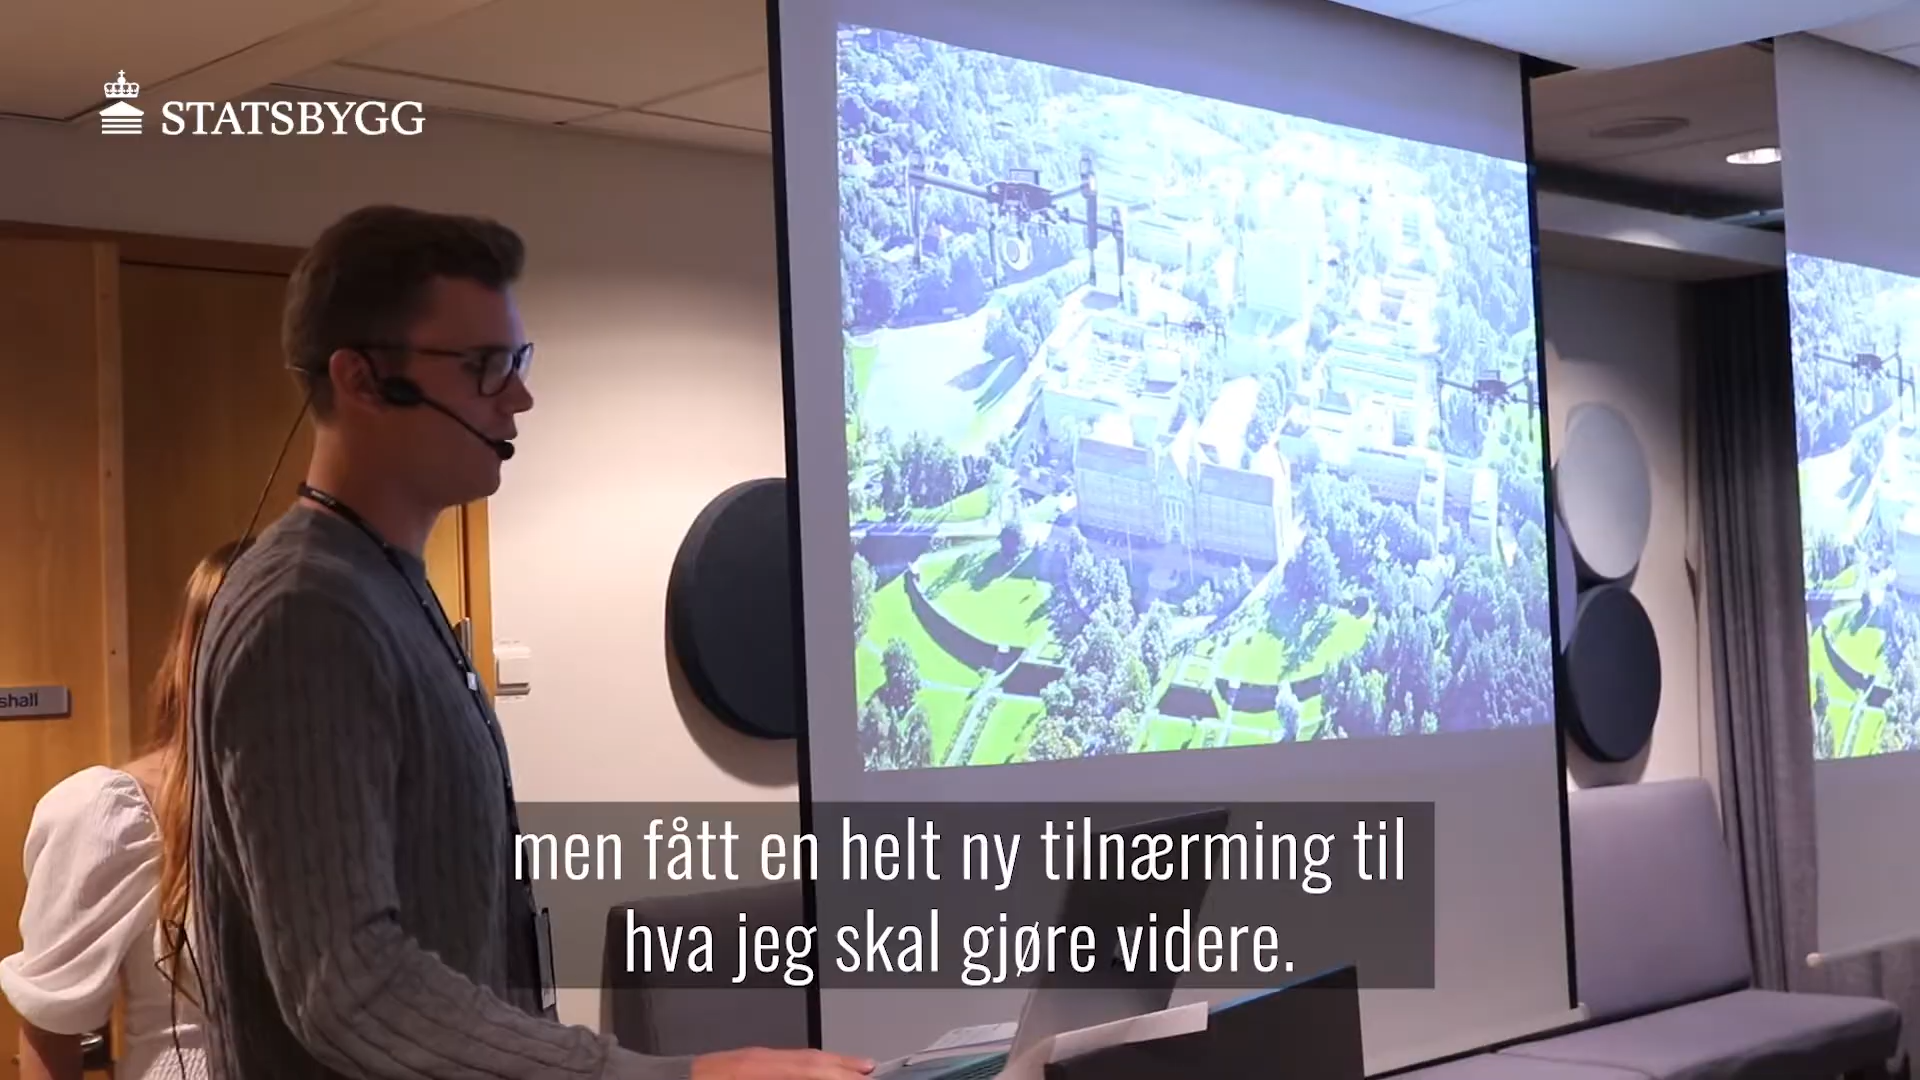 STATSBYGG
shall
men fått en helt ny tilnærming til
hva jeg skal gjøre videre.